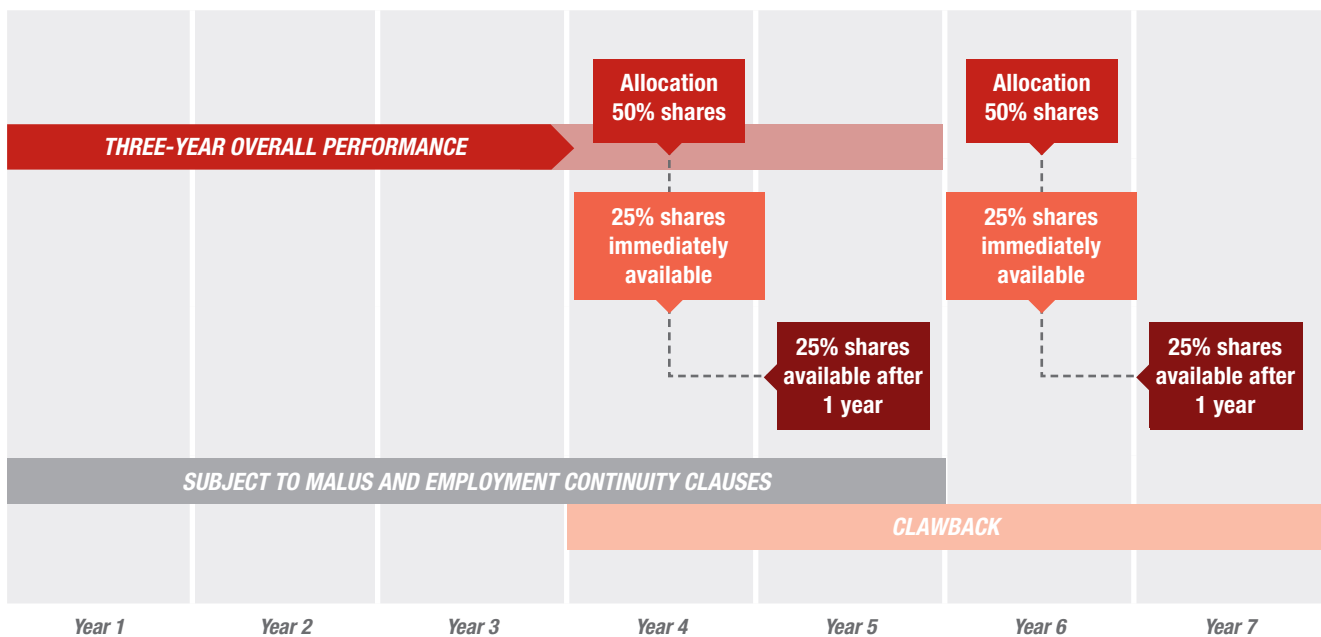 Allocation
50% shares
Allocation
50% shares
THREE-YEAR OVERALL PERFORMANCE
25% shares
immediately
available
25% shares
immediately
available
25% shares
available after
1 year
25% shares
available after
1 year
SUBJECT TO MALUS AND EMPLOYMENT CONTINUITY CLAUSES
CLAWBACK
Year 1
Year 2
Year 3
Year 4
Year 5
Year 6
Year 7